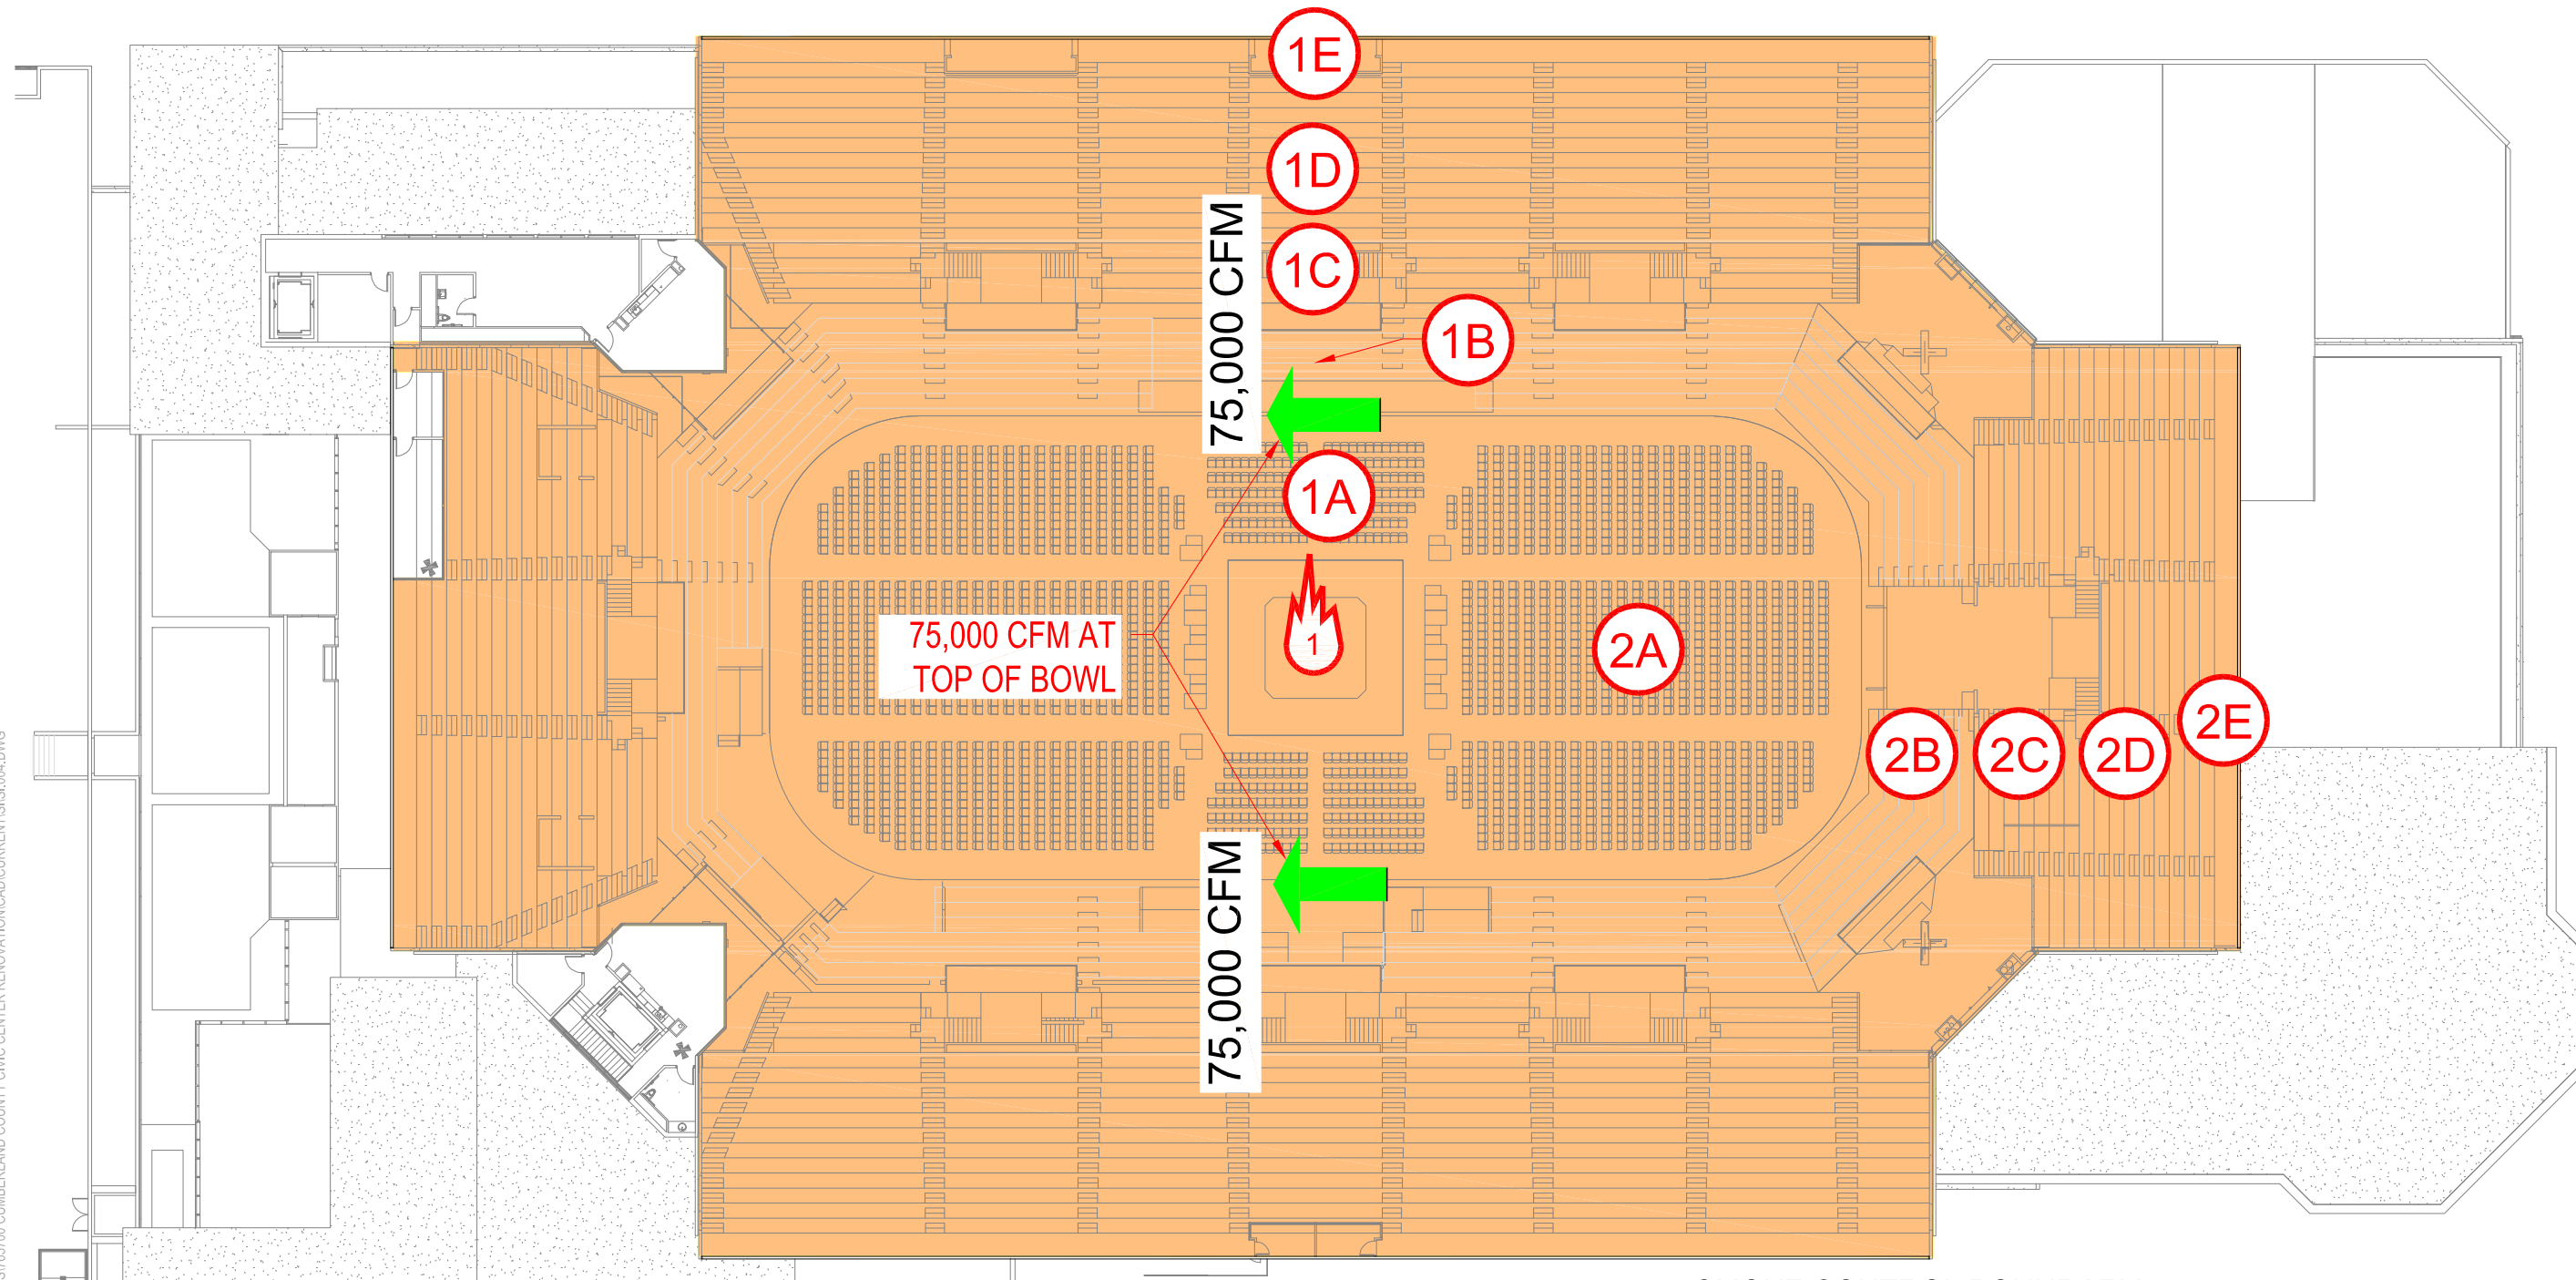 1E
1D
75,000 CFM
1C
1B
1A
1
75,000 CFM AT
TOP OF BOWL
2A
2B
2C
2D
2E
75,000 CFM